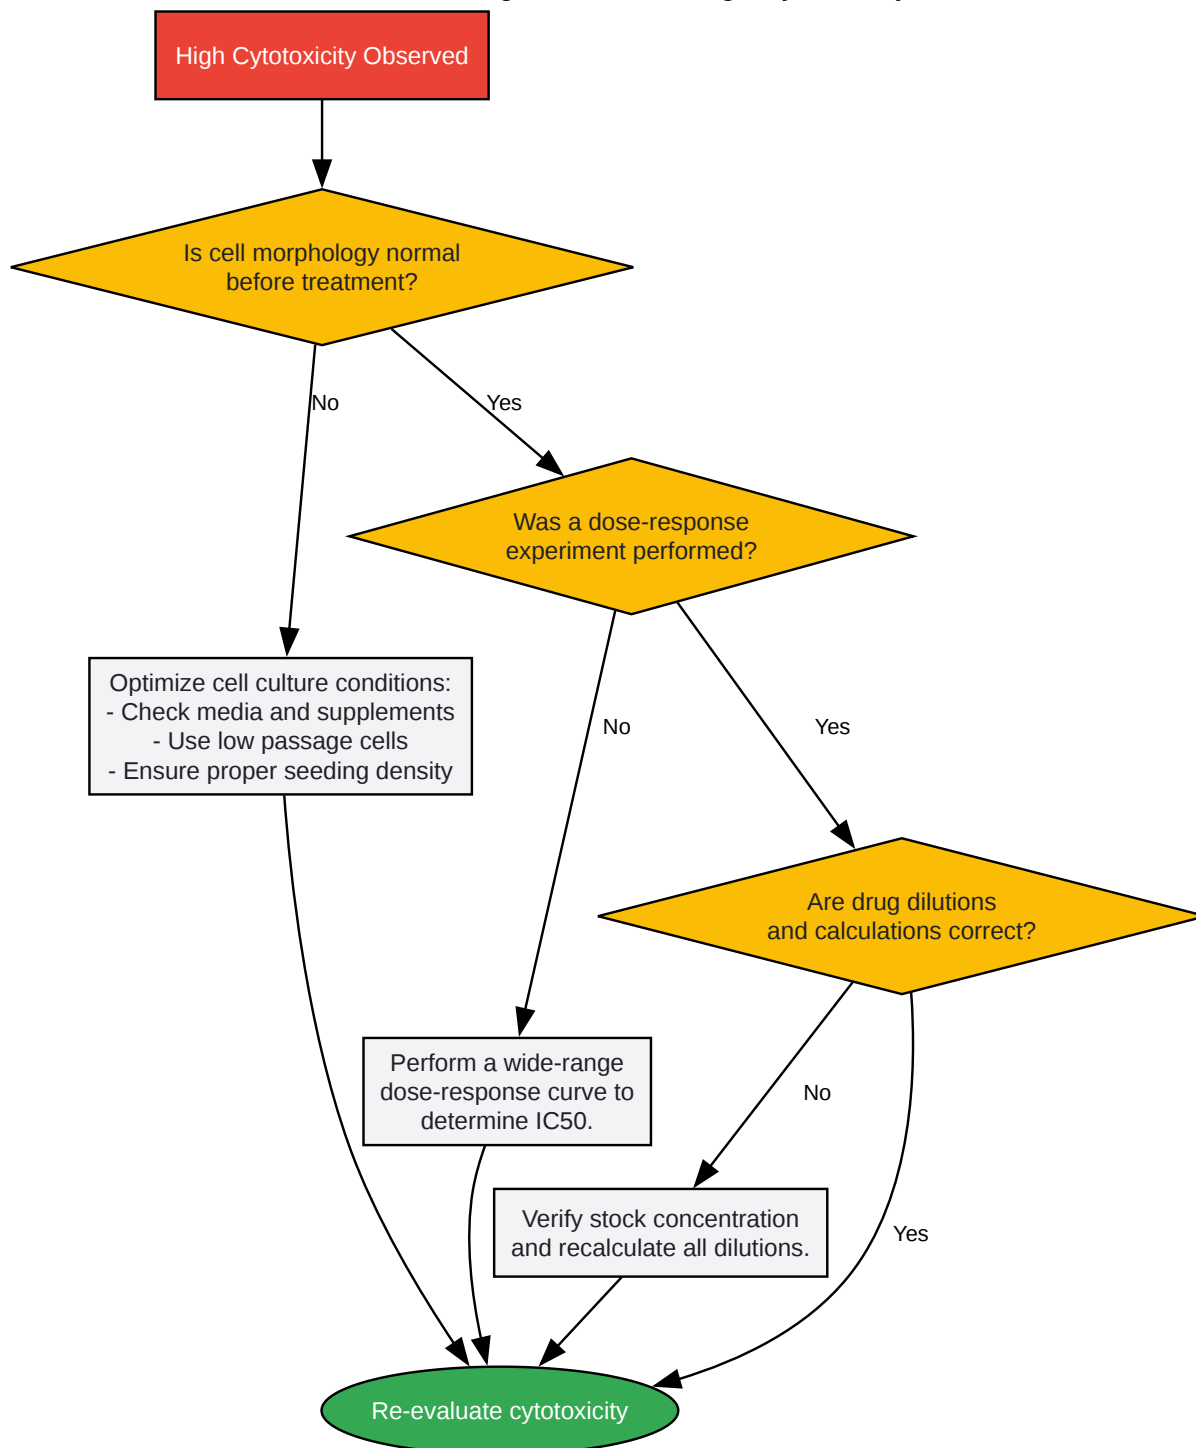 High Cytotoxicity Observed
Is cell morphology normal
before treatment?
No
Yes
Was a dose-response
experiment performed?
Optimize cell culture conditions:
- Check media and supplements
- Use low passage cells
- Ensure proper seeding density
No
Yes
Are drug dilutions
and calculations correct?
Perform a wide-range
dose-response curve to
determine IC50.
No
Verify stock concentration
and recalculate all dilutions.
Yes
Re-evaluate cytotoxicity